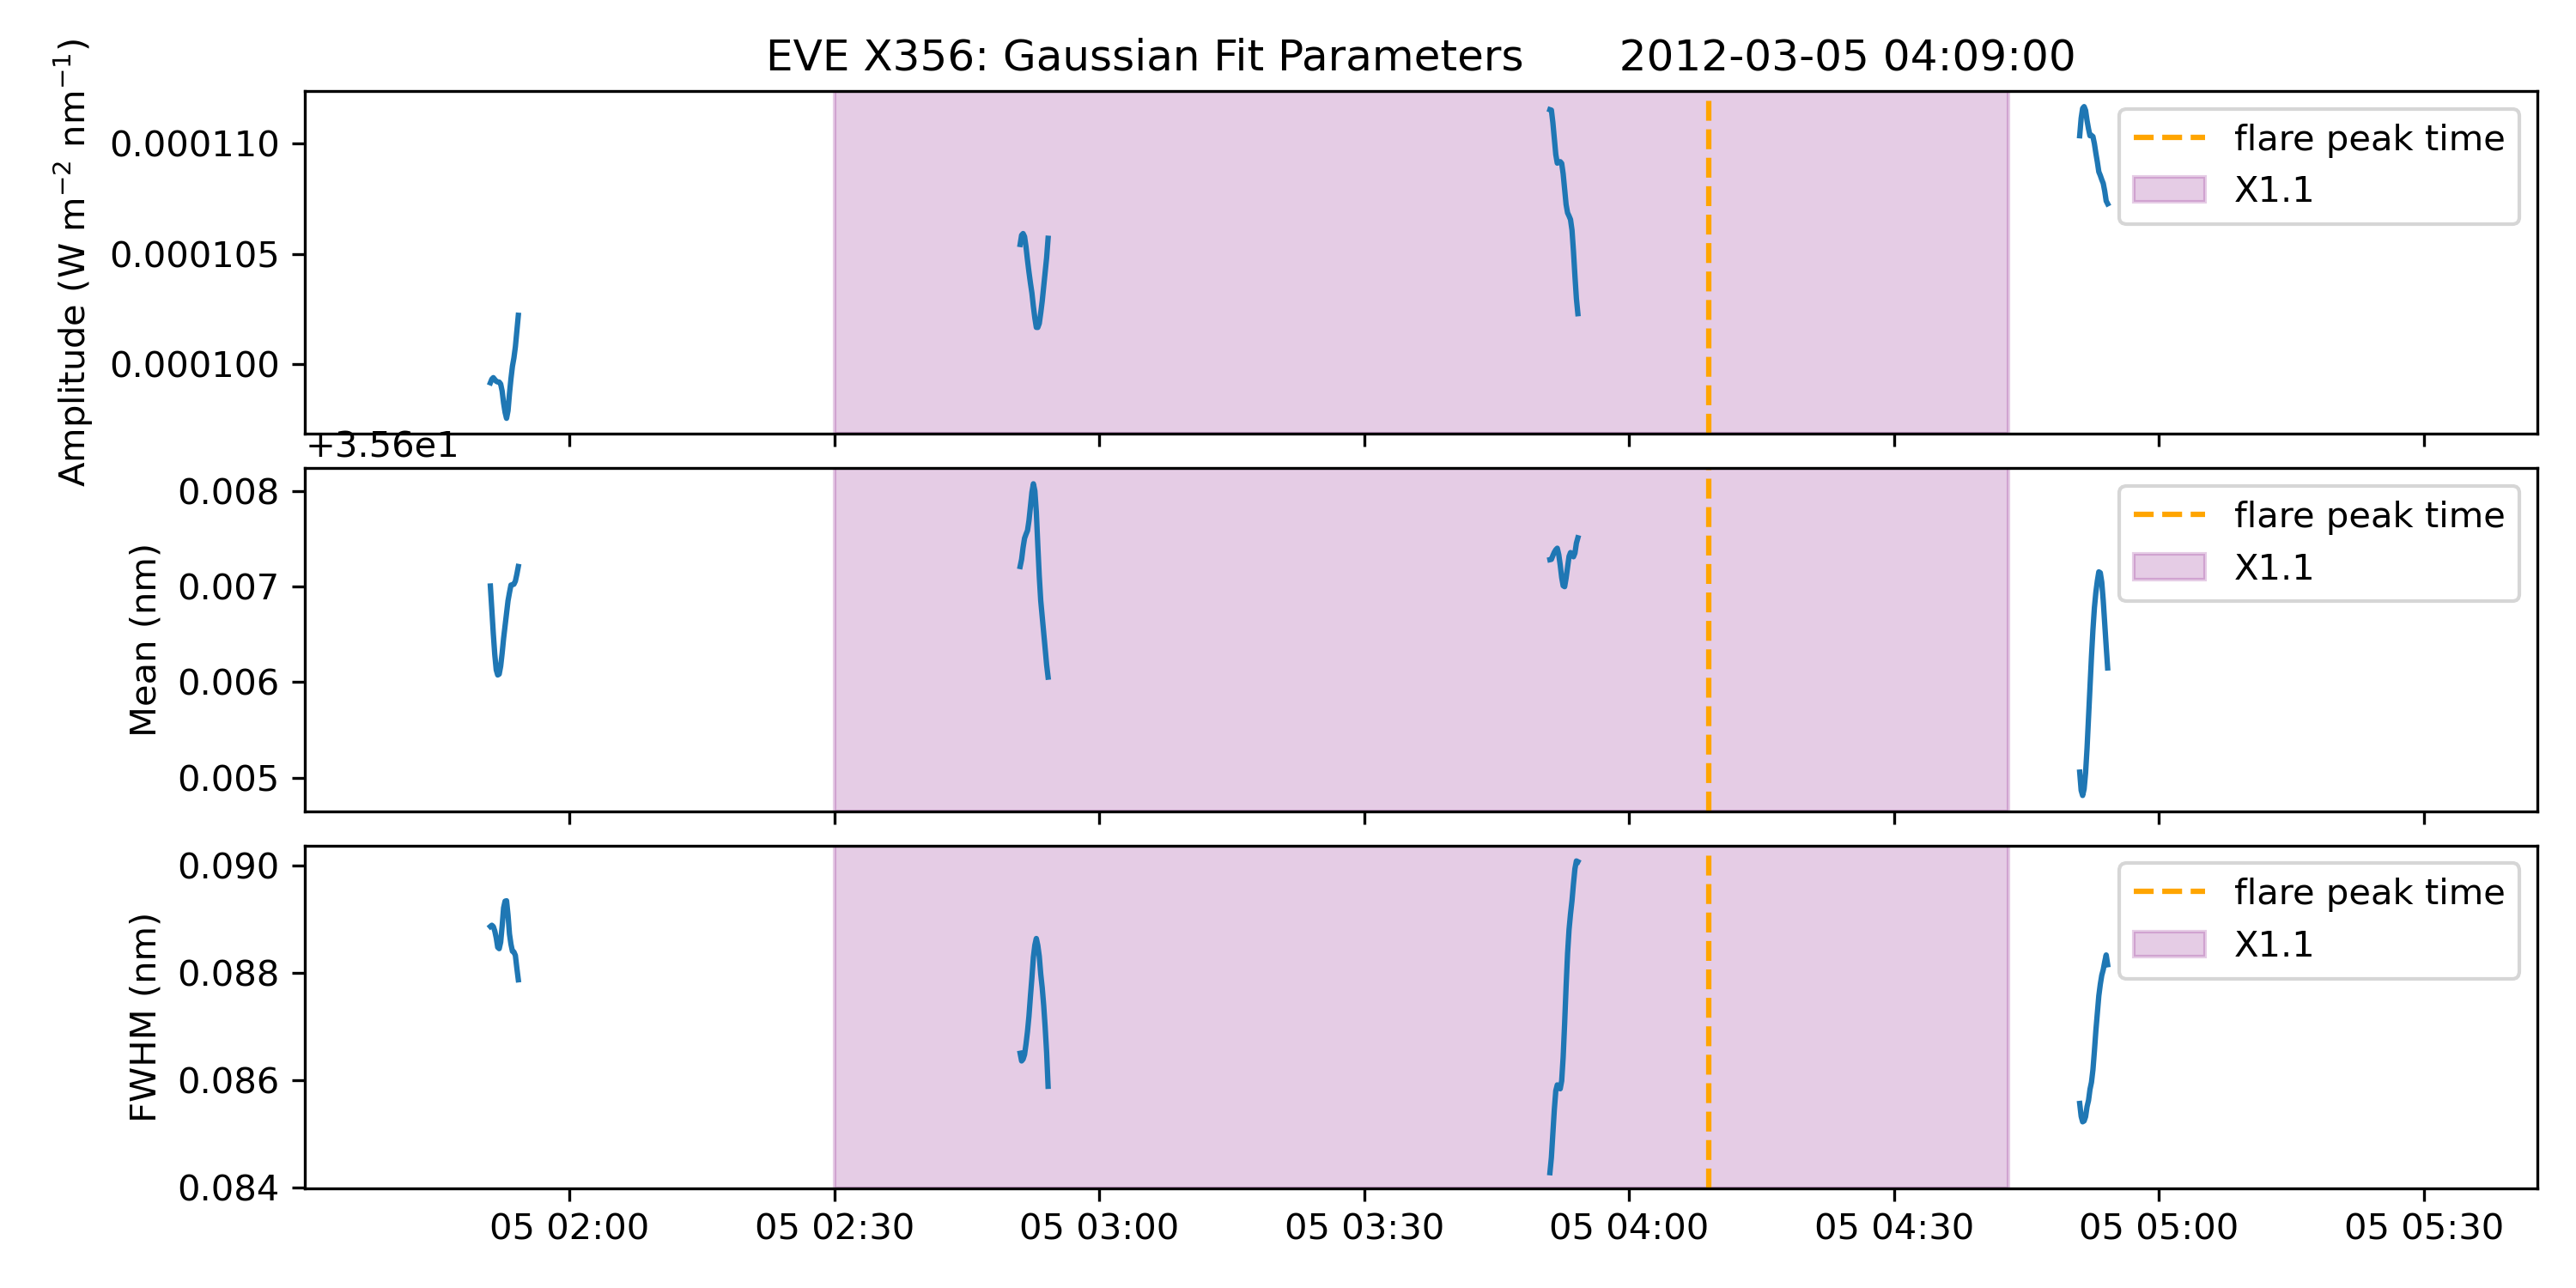 EVE X356: Gaussian Fit Parameters 2012-03-05 04:09:00
Amplitude (W m⁻² nm⁻¹)
0.000110
0.000105
0.000100
flare peak time
X1.1
+3.56e1
Mean (nm)
0.008
0.007
0.006
0.005
flare peak time
X1.1
FWHM (nm)
0.090
0.088
0.086
0.084
flare peak time
X1.1
05 02:00 05 02:30 05 03:00 05 03:30 05 04:00 05 04:30 05 05:00 05 05:30